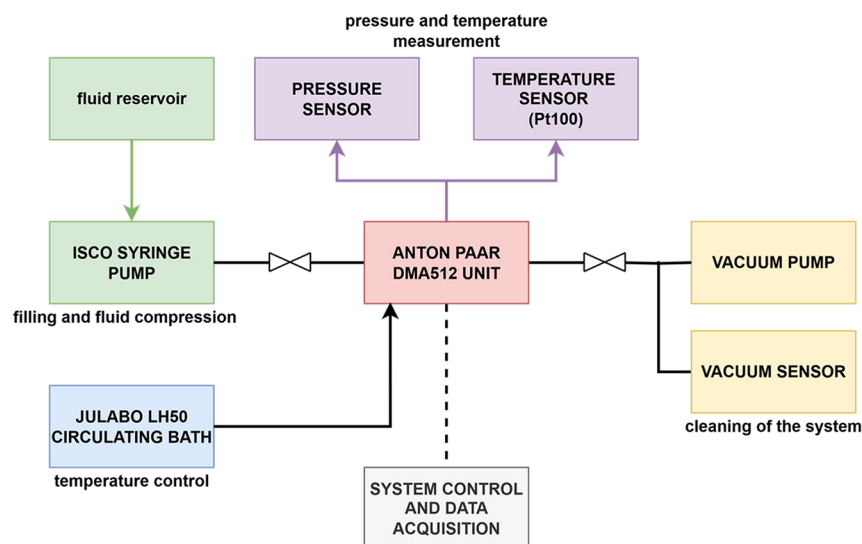 pressure and temperature
measurement
fluid reservoir
PRESSURE
SENSOR
TEMPERATURE
SENSOR
(Pt100)
ISCO SYRINGE
PUMP
filling and fluid compression
ANTON PAAR
DMA512 UNIT
VACUUM PUMP
VACUUM SENSOR
cleaning of the system
JULABO LH50
CIRCULATING BATH
temperature control
SYSTEM CONTROL
AND DATA
ACQUISITION